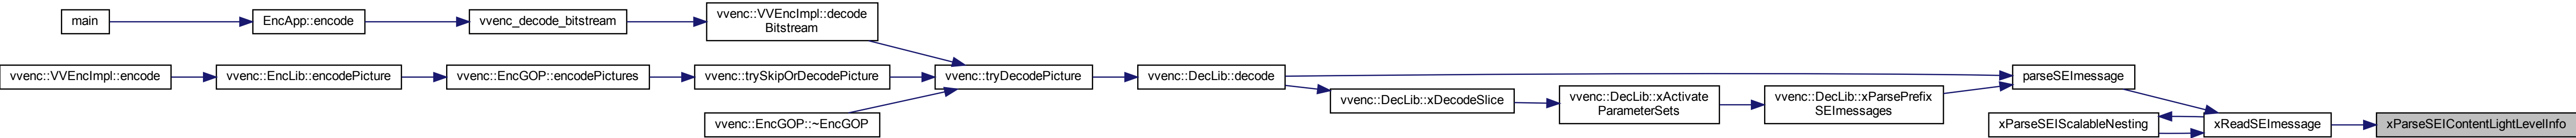 main
EncApp::encode
vvenc_decode_bitstream
vvenc::VVEncImpl::decode
Bitstream
vvenc::VVEncImpl::encode
vvenc::EncLib::encodePicture
vvenc::EncGOP::encodePictures
vvenc::trySkipOrDecodePicture
vvenc::EncGOP::~EncGOP
vvenc::tryDecodePicture
vvenc::DecLib::decode
vvenc::DecLib::xDecodeSlice
vvenc::DecLib::xActivate
ParameterSets
vvenc::DecLib::xParsePrefix
SEImessages
parseSEImessage
xParseSEIScalableNesting
xReadSEImessage
xParseSEIContentLightLevelInfo